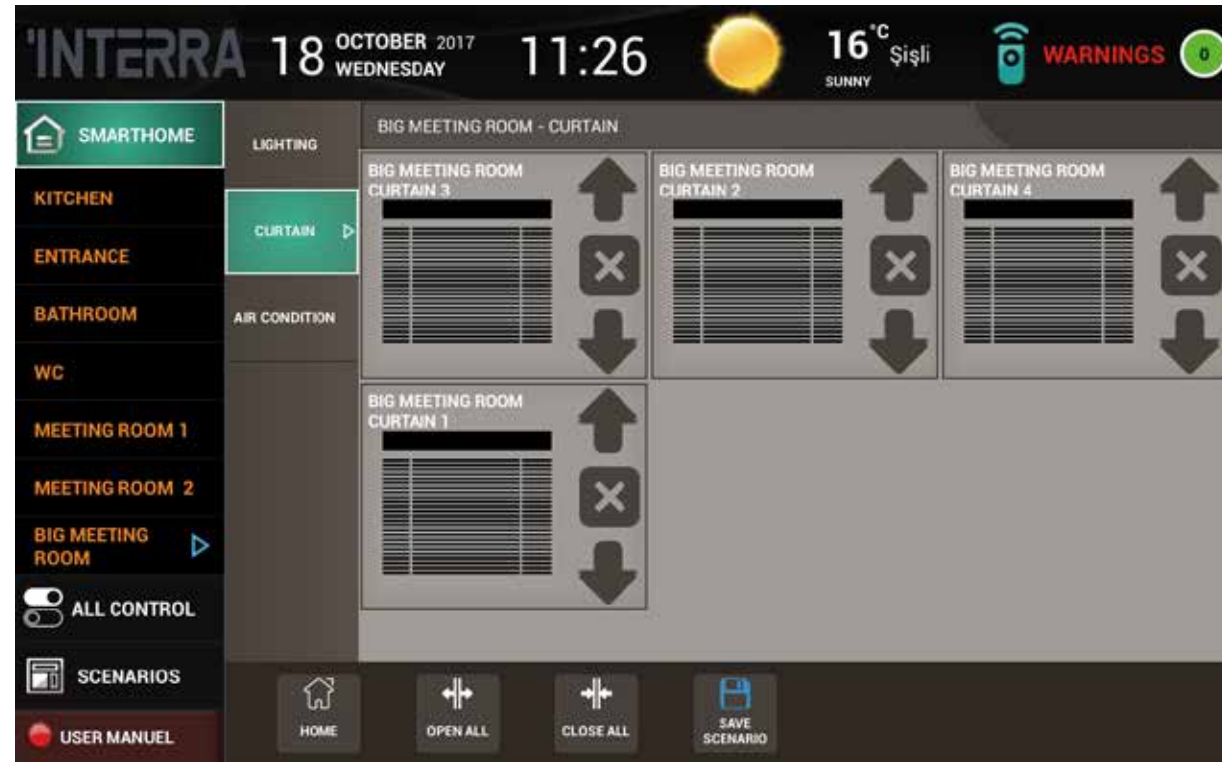 'INTERRA
18 OCTOBER 2017
WEDNESDAY
11:26
16°C Şişli
SUNNY
WARNINGS 0
SMARTHOME
KITCHEN
ENTRANCE
BATHROOM
WC
MEETING ROOM 1
MEETING ROOM 2
BIG MEETING
ROOM
ALL CONTROL
SCENARIOS
USER MANUEL
LIGHTING
CURTAIN
AIR CONDITION
BIG MEETING ROOM - CURTAIN
BIG MEETING ROOM
CURTAIN 3
BIG MEETING ROOM
CURTAIN 2
BIG MEETING ROOM
CURTAIN 4
BIG MEETING ROOM
CURTAIN 1
HOME
OPEN ALL
CLOSE ALL
SAVE
SCENARIO